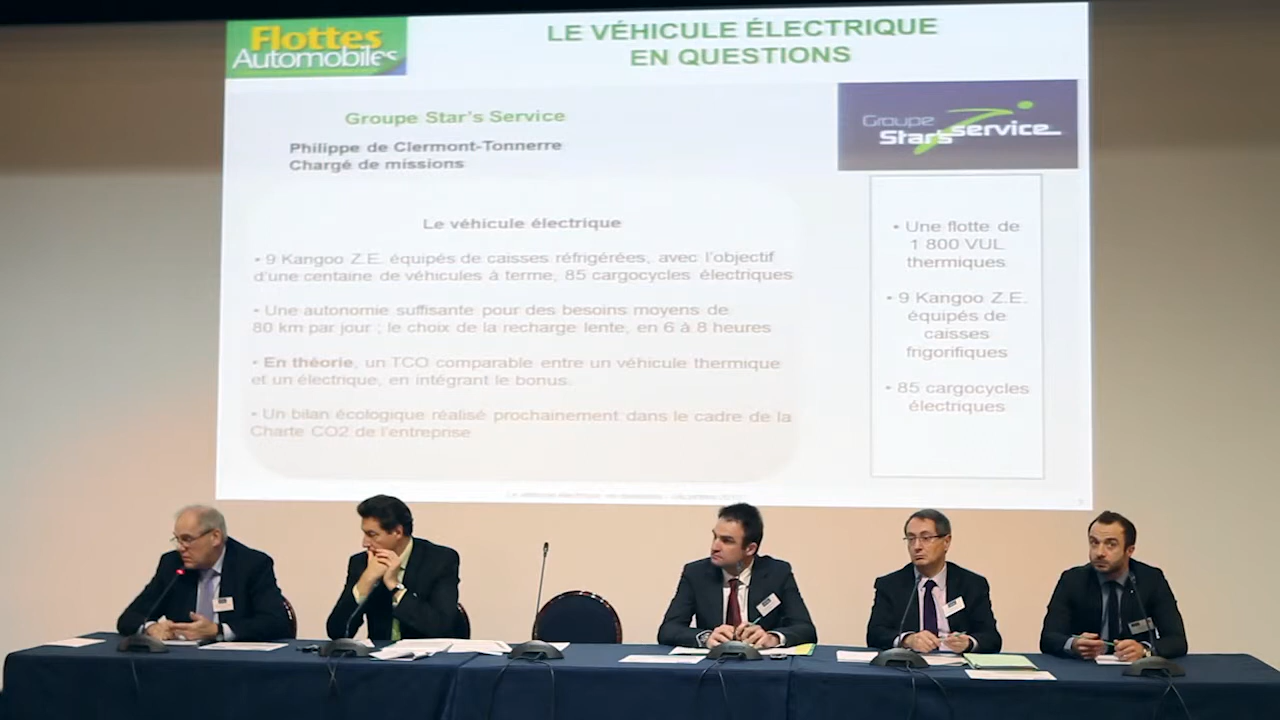 Flottes
Automobiles
LE VÉHICULE ÉLECTRIQUE
EN QUESTIONS
Groupe Star's Service
Philippe de Clermont-Tonnerre
Chargé de missions
Groupe
Star's service
Le véhicule électrique
• 9 Kangoo Z.E. équipés de caisses réfrigérées, avec l'objectif
d'une centaine de véhicules à terme, 85 cargocycles électriques
• Une autonomie suffisante pour des besoins moyens de
80 km par jour ; le choix de la recharge lente, en 6 à 8 heures
• En théorie, un TCO comparable entre un véhicule thermique
et un électrique, en intégrant le bonus.
• Un bilan écologique réalisé prochainement dans le cadre de la
Charte CO2 de l'entreprise
• Une flotte de
1 800 VUL
thermiques
• 9 Kangoo Z.E.
équipés de
caisses
frigorifiques
• 85 cargocycles
électriques